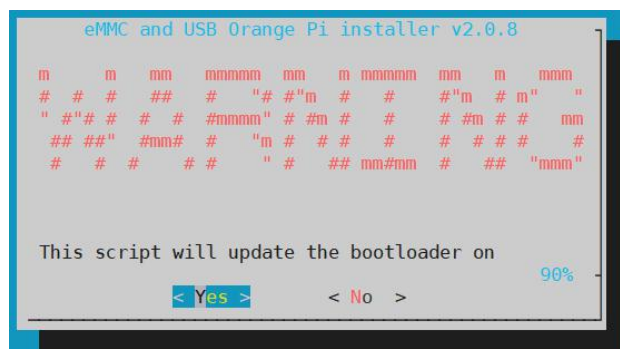 eMMC and USB Orange Pi installer v2.0.8
WARNING
This script will update the bootloader on
90%
< Yes > < No >